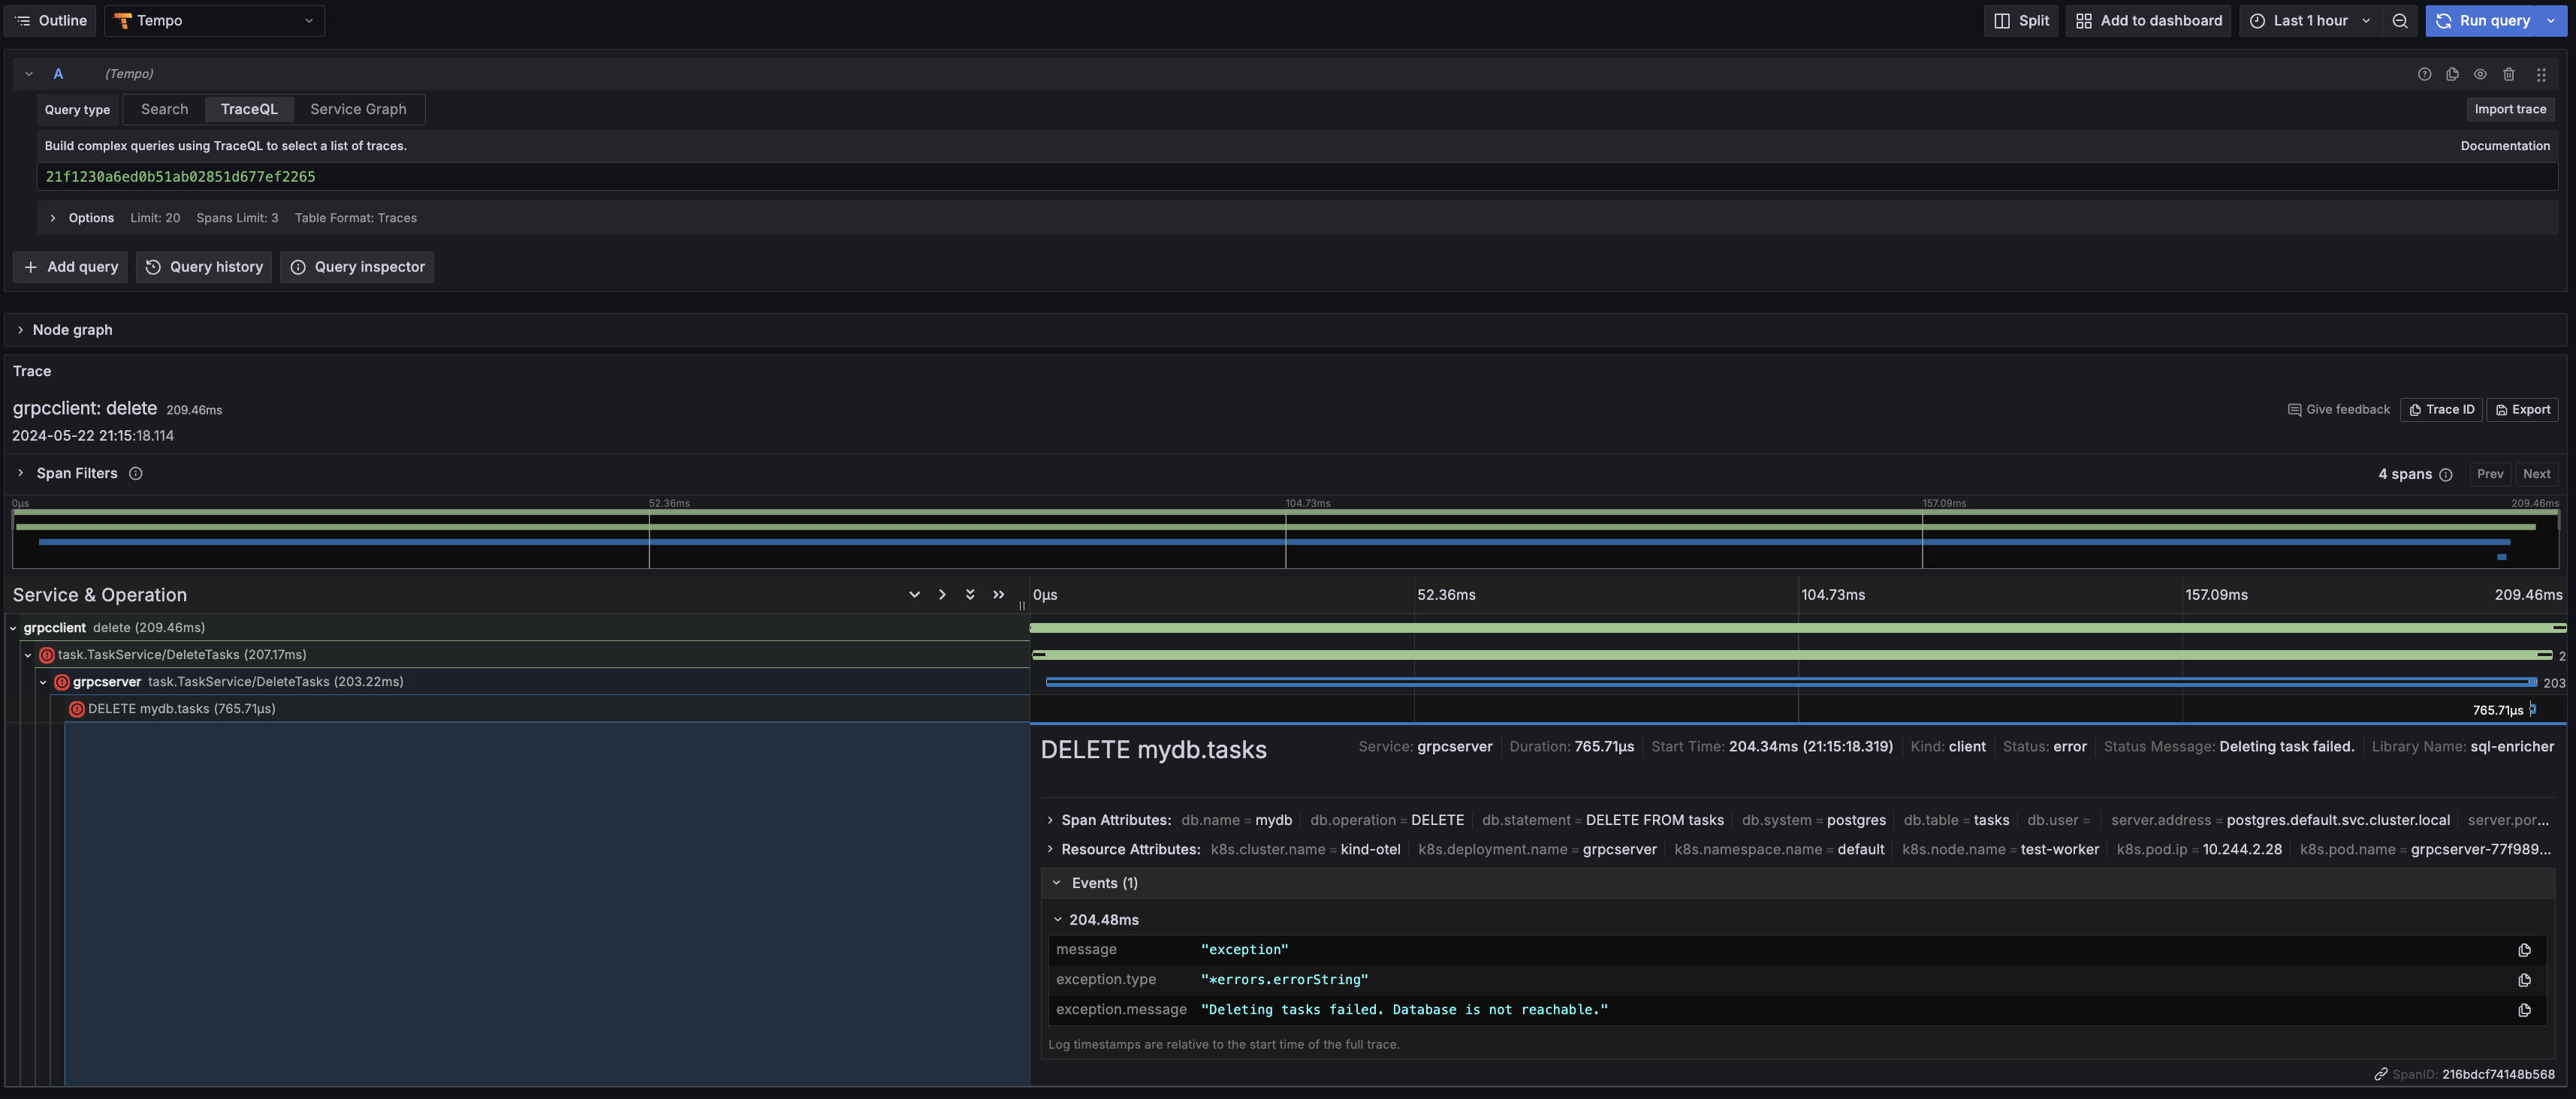 Outline Tempo Split Add to dashboard Last 1 hour Run query
A (Tempo)
Query type Search TraceQL Service Graph Import trace
Build complex queries using TraceQL to select a list of traces. Documentation
21f1230a6ed0b51ab02851d677ef2265
Options Limit: 20 Spans Limit: 3 Table Format: Traces
Add query Query history Query inspector
Node graph
Trace
grpcclient: delete 209.46ms
Give feedback Trace ID Export
2024-05-22 21:15:18.114
Span Filters 4 spans Prev Next
0μs 52.36ms 104.73ms 157.09ms 209.46ms
Service & Operation 0μs 52.36ms 104.73ms 157.09ms 209.46ms
grpcclient delete (209.46ms)
task.TaskService/DeleteTasks (207.17ms) 2
grpcserver task.TaskService/DeleteTasks (203.22ms) 203
DELETE mydb.tasks (765.71μs) 765.71μs
DELETE mydb.tasks Service: grpcserver Duration: 765.71μs Start Time: 204.34ms (21:15:18.319) Kind: client Status: error Status Message: Deleting task failed. Library Name: sql-enricher
Span Attributes: db.name = mydb db.operation = DELETE db.statement = DELETE FROM tasks db.system = postgres db.table = tasks db.user = server.address = postgres.default.svc.cluster.local server.por...
Resource Attributes: k8s.cluster.name = kind-otel k8s.deployment.name = grpcserver k8s.namespace.name = default k8s.node.name = test-worker k8s.pod.ip = 10.244.2.28 k8s.pod.name = grpcserver-77f989...
Events (1)
204.48ms
message "exception"
exception.type "*errors.errorString"
exception.message "Deleting tasks failed. Database is not reachable."
Log timestamps are relative to the start time of the full trace.
SpanID: 216bdcf74148b568